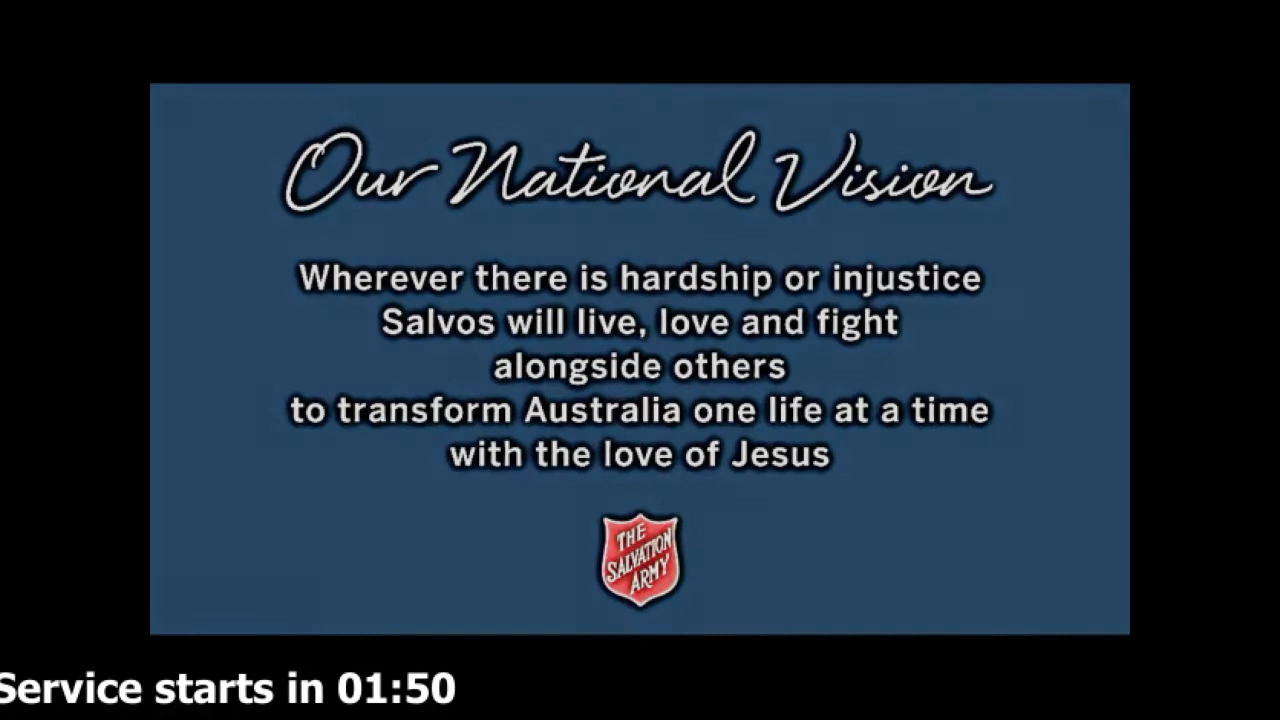 Our National Vision
Wherever there is hardship or injustice
Salvos will live, love and fight
alongside others
to transform Australia one life at a time
with the love of Jesus
THE
SALVATION
ARMY
Service starts in 01:50